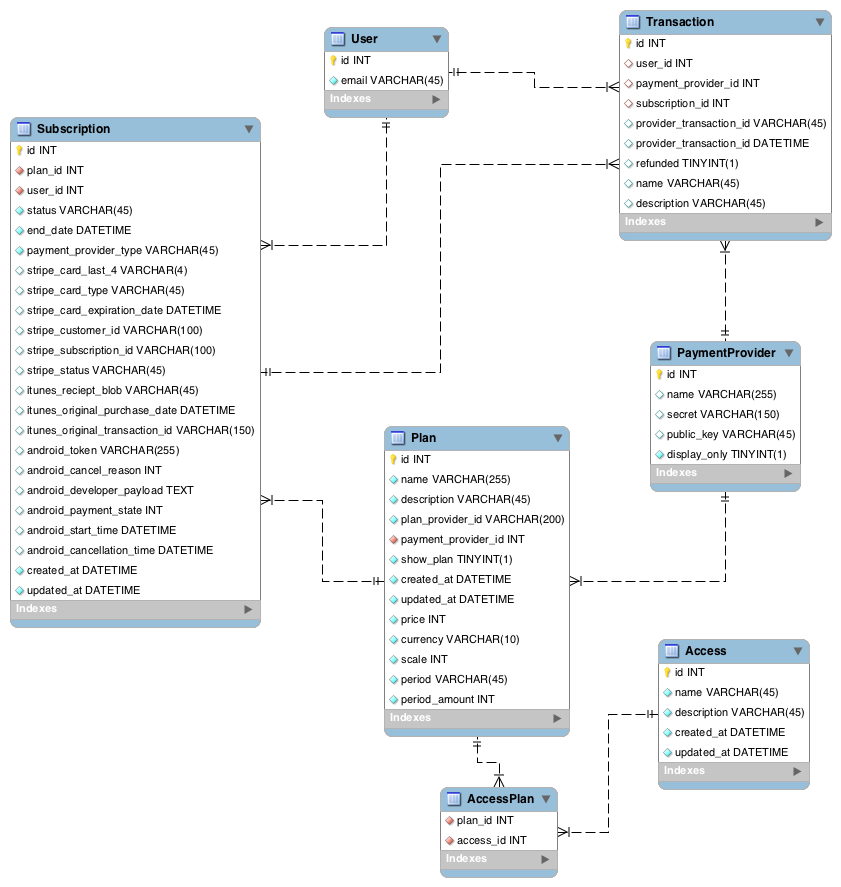 User
id INT
email VARCHAR(45)
Indexes
Transaction
id INT
user_id INT
payment_provider_id INT
subscription_id INT
provider_transaction_id VARCHAR(45)
provider_transaction_id DATETIME
refunded TINYINT(1)
name VARCHAR(45)
description VARCHAR(45)
Indexes
Subscription
id INT
plan_id INT
user_id INT
status VARCHAR(45)
end_date DATETIME
payment_provider_type VARCHAR(45)
stripe_card_last_4 VARCHAR(4)
stripe_card_type VARCHAR(45)
stripe_card_expiration_date DATETIME
stripe_customer_id VARCHAR(100)
stripe_subscription_id VARCHAR(100)
stripe_status VARCHAR(45)
itunes_reciept_blob VARCHAR(45)
itunes_original_purchase_date DATETIME
itunes_original_transaction_id VARCHAR(150)
android_token VARCHAR(255)
android_cancel_reason INT
android_developer_payload TEXT
android_payment_state INT
android_start_time DATETIME
android_cancellation_time DATETIME
created_at DATETIME
updated_at DATETIME
Indexes
PaymentProvider
id INT
name VARCHAR(255)
secret VARCHAR(150)
public_key VARCHAR(45)
display_only TINYINT(1)
Indexes
Plan
id INT
name VARCHAR(255)
description VARCHAR(45)
plan_provider_id VARCHAR(200)
payment_provider_id INT
show_plan TINYINT(1)
created_at DATETIME
updated_at DATETIME
price INT
currency VARCHAR(10)
scale INT
period VARCHAR(45)
period_amount INT
Indexes
Access
id INT
name VARCHAR(45)
description VARCHAR(45)
created_at DATETIME
updated_at DATETIME
Indexes
AccessPlan
plan_id INT
access_id INT
Indexes